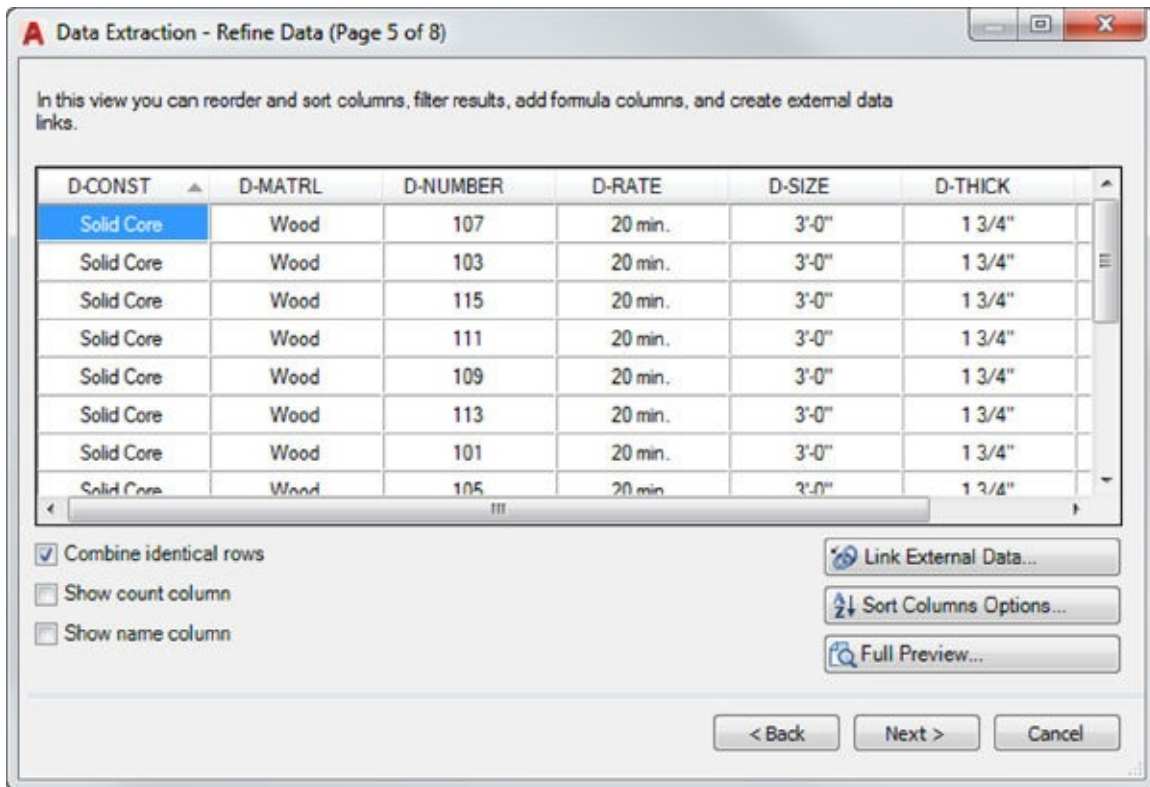 Data Extraction - Refine Data (Page 5 of 8)
In this view you can reorder and sort columns, filter results, add formula columns, and create external data
links.
D-CONST D-MATRL D-NUMBER D-RATE D-SIZE D-THICK
Solid Core Wood 107 20 min. 3'-0" 1 3/4"
Solid Core Wood 103 20 min. 3'-0" 1 3/4"
Solid Core Wood 115 20 min. 3'-0" 1 3/4"
Solid Core Wood 111 20 min. 3'-0" 1 3/4"
Solid Core Wood 109 20 min. 3'-0" 1 3/4"
Solid Core Wood 113 20 min. 3'-0" 1 3/4"
Solid Core Wood 101 20 min. 3'-0" 1 3/4"
Solid Core Wood 105 20 min. 3'-0" 1 3/4"
Combine identical rows
Show count column
Show name column
Link External Data...
Sort Columns Options...
Full Preview...
< Back Next > Cancel